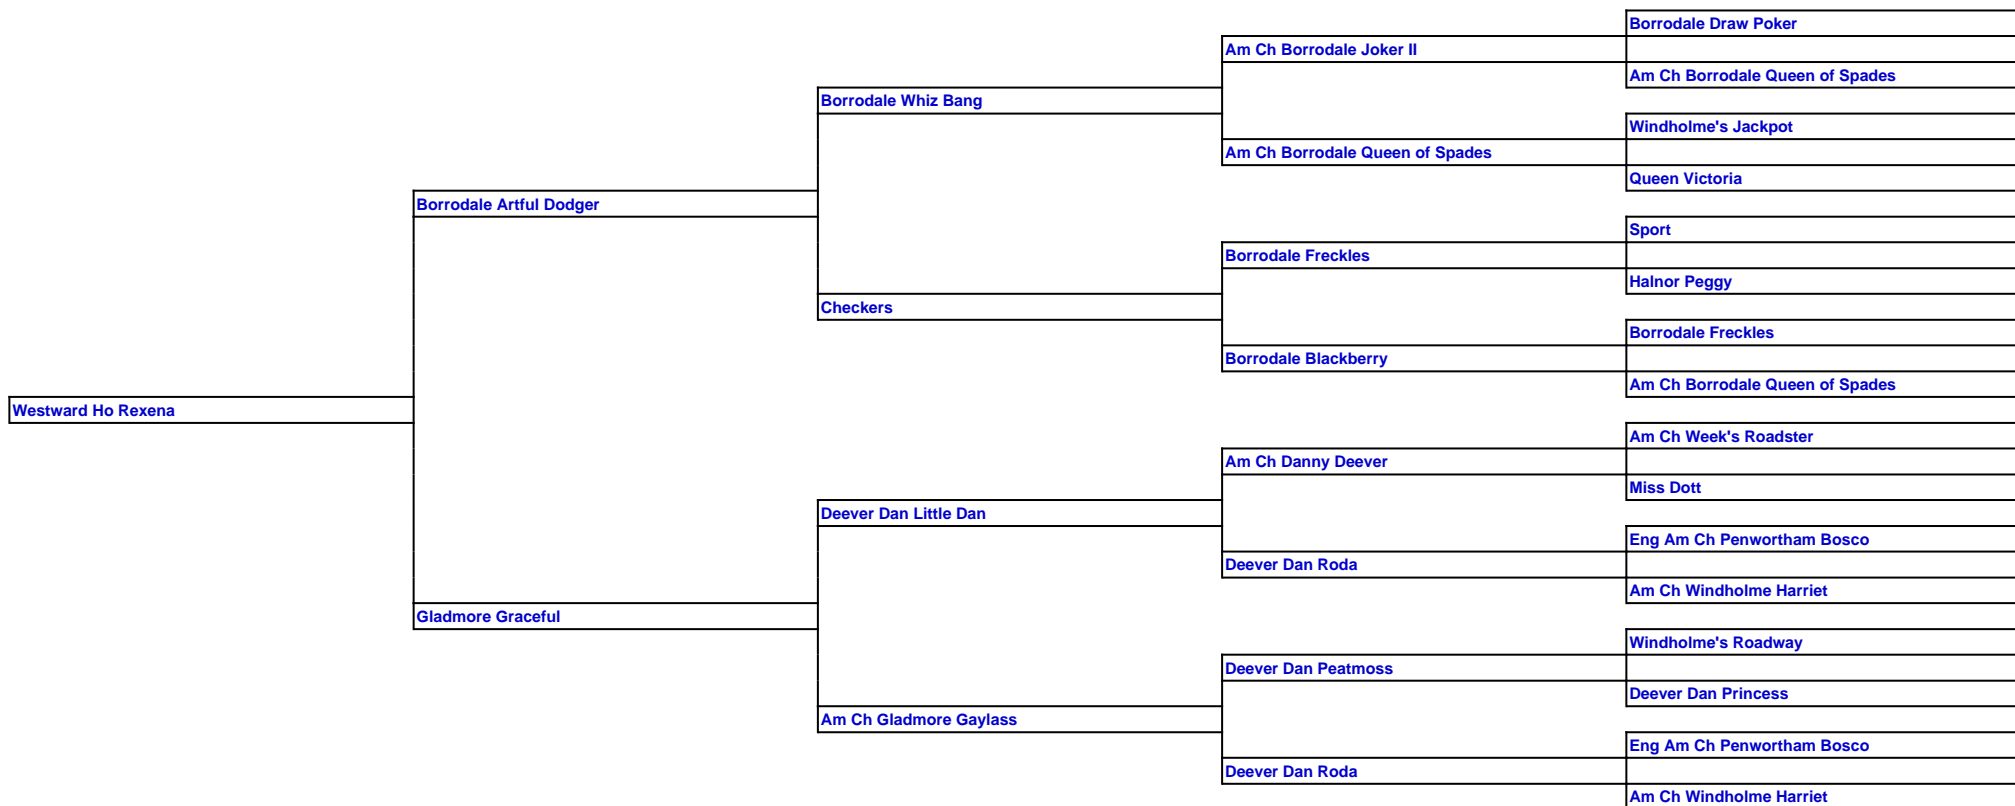 Borrodale Draw Poker
Am Ch Borrodale Joker II
Am Ch Borrodale Queen of Spades
Borrodale Whiz Bang
Windholme's Jackpot
Am Ch Borrodale Queen of Spades
Queen Victoria
Borrodale Artful Dodger
Sport
Borrodale Freckles
Halnor Peggy
Checkers
Borrodale Freckles
Borrodale Blackberry
Am Ch Borrodale Queen of Spades
Westward Ho Rexena
Am Ch Week's Roadster
Am Ch Danny Deever
Miss Dott
Deever Dan Little Dan
Eng Am Ch Penwortham Bosco
Deever Dan Roda
Am Ch Windholme Harriet
Gladmore Graceful
Windholme's Roadway
Deever Dan Peatmoss
Deever Dan Princess
Am Ch Gladmore Gaylass
Eng Am Ch Penwortham Bosco
Deever Dan Roda
Am Ch Windholme Harriet